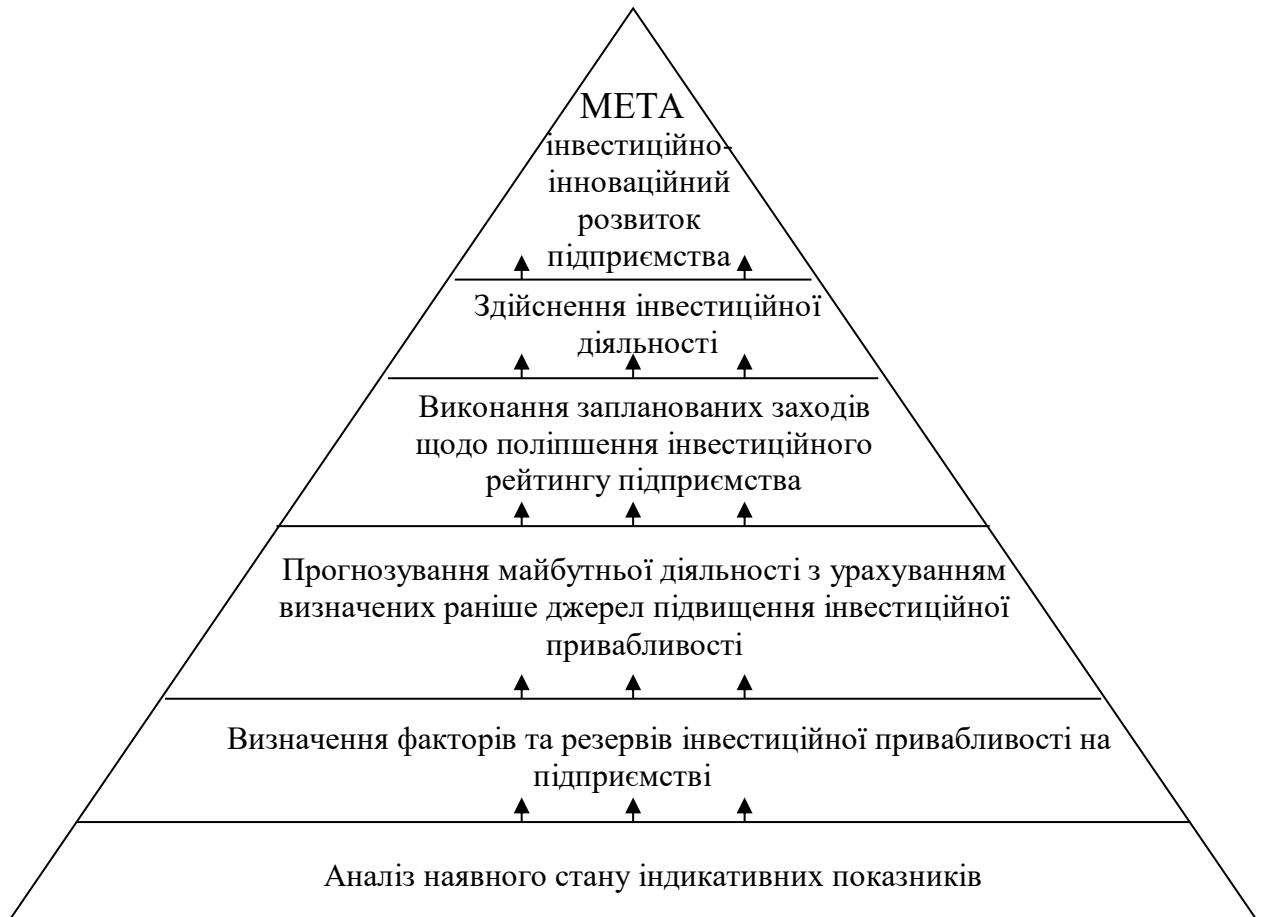 МЕТА
інвестиційно-
інноваційний
розвиток
підприємства
Здійснення інвестиційної
діяльності
Виконання запланованих заходів
щодо поліпшення інвестиційного
рейтингу підприємства
Прогнозування майбутньої діяльності з урахуванням
визначених раніше джерел підвищення інвестиційної
привабливості
Визначення факторів та резервів інвестиційної привабливості на
підприємстві
Аналіз наявного стану індикативних показників